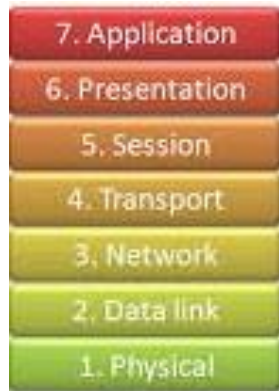 7. Application
6. Presentation
5. Session
4. Transport
3. Network
2. Data link
1. Physical